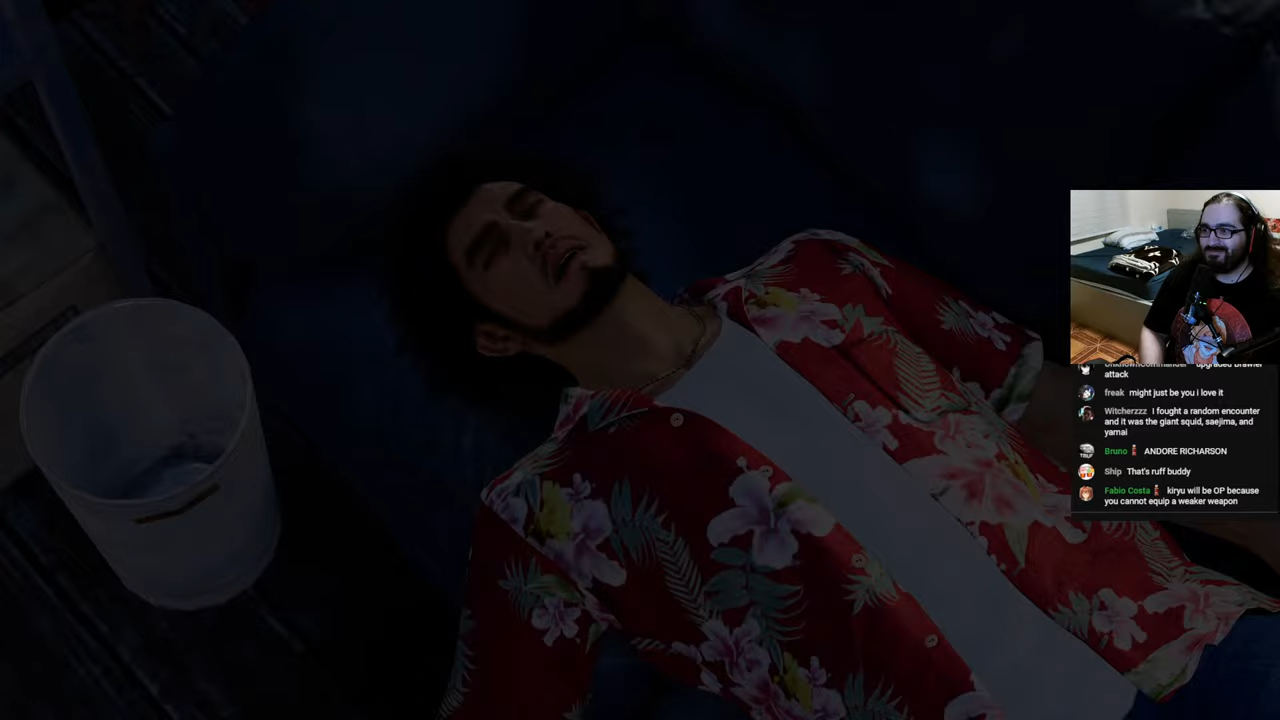 attack
freak might just be you i love it
Witcherzzz I fought a random encounter
and it was the giant squid, saejima, and
yamai
Bruno ANDORE RICHARSON
Ship That's ruff buddy
Fabio Costa kiryu will be OP because
you cannot equip a weaker weapon